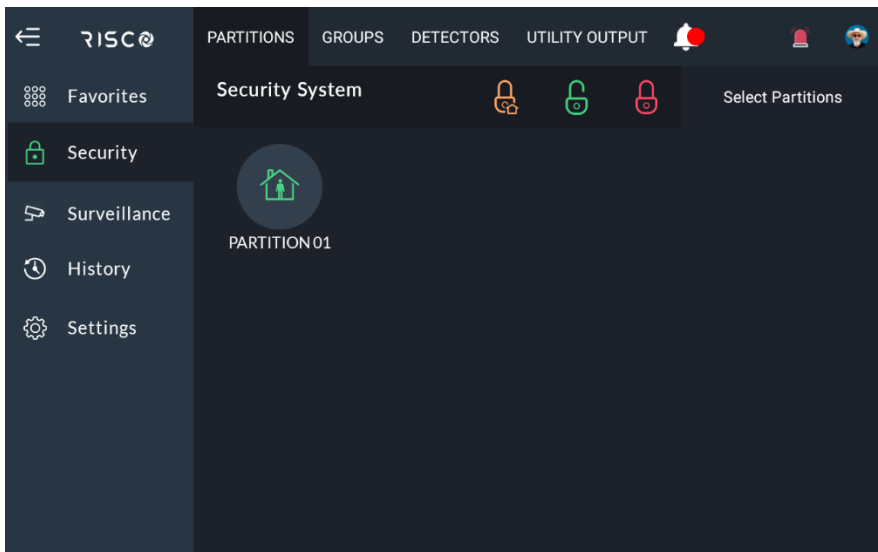 RISCO
PARTITIONS GROUPS DETECTORS UTILITY OUTPUT
Favorites
Security System
Select Partitions
Security
Surveillance
PARTITION 01
History
Settings